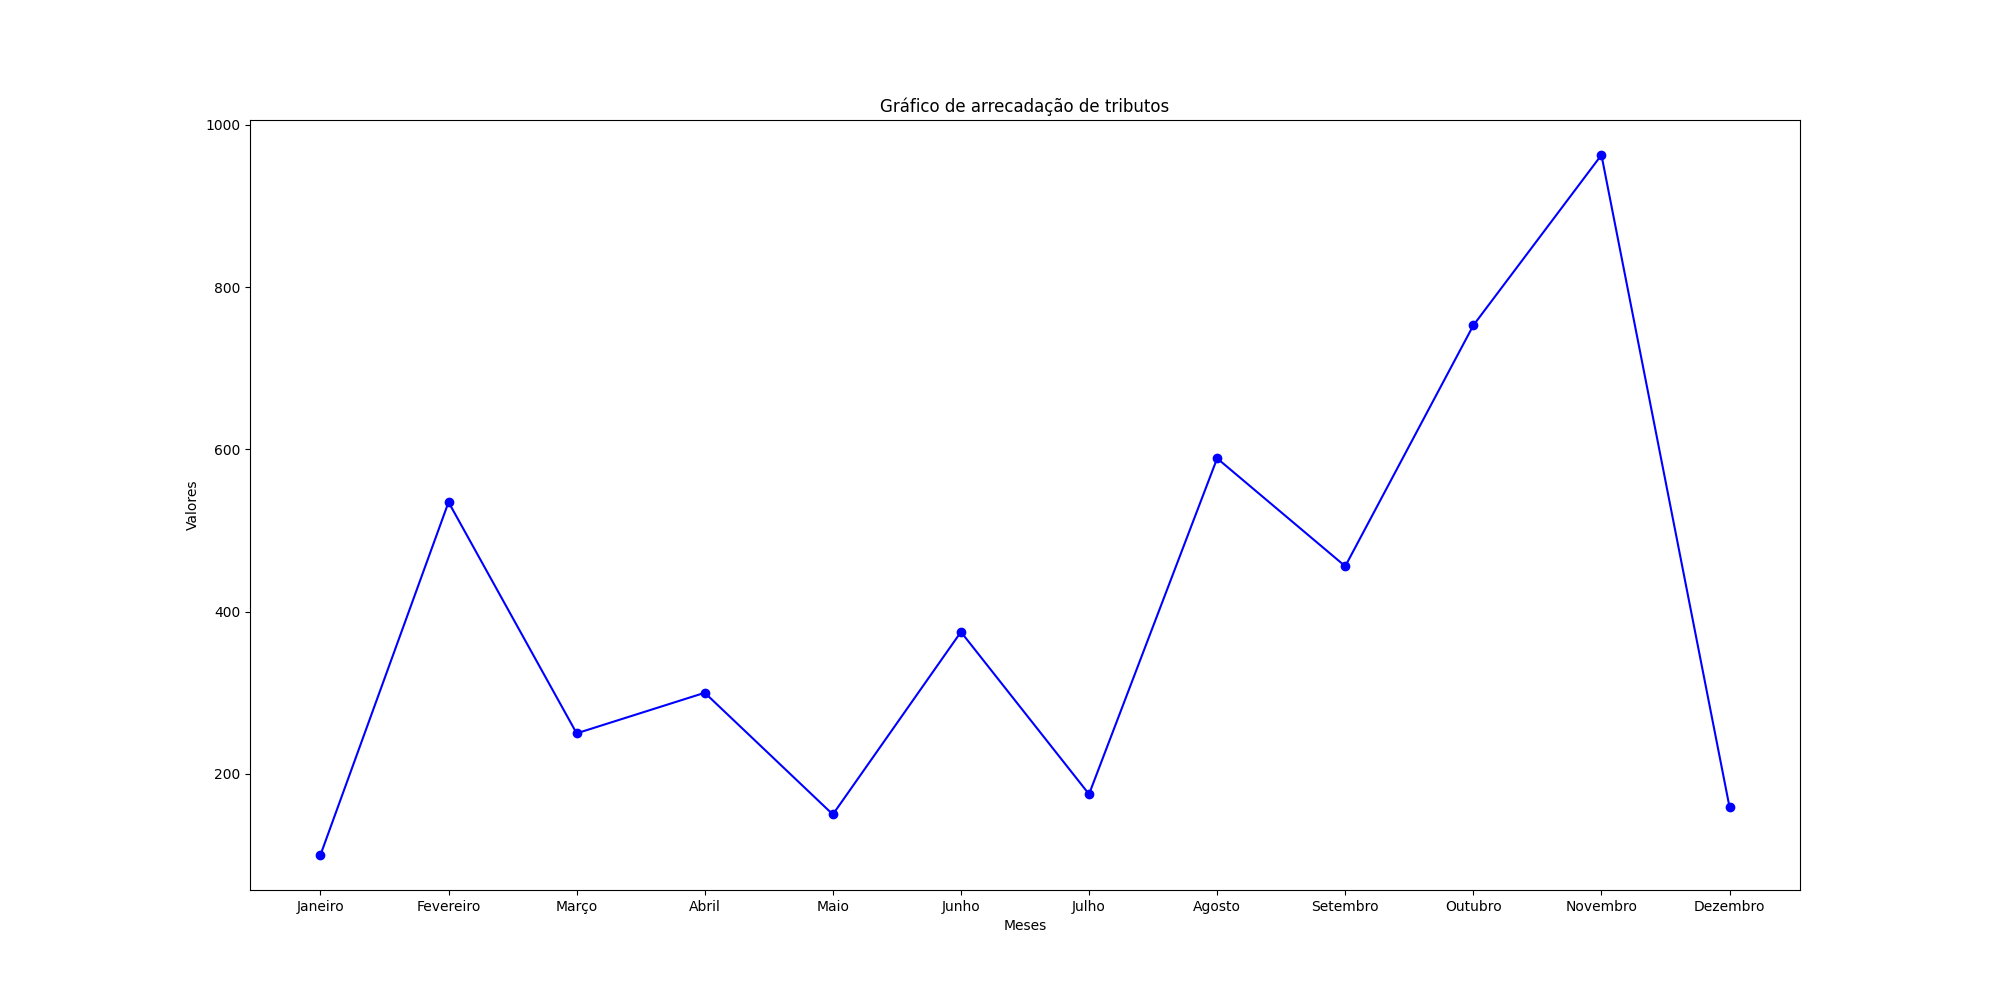 Gráfico de arrecadação de tributos
1000
800
600
400
200
Valores
Janeiro Fevereiro Março Abril Maio Junho Julho Agosto Setembro Outubro Novembro Dezembro
Meses